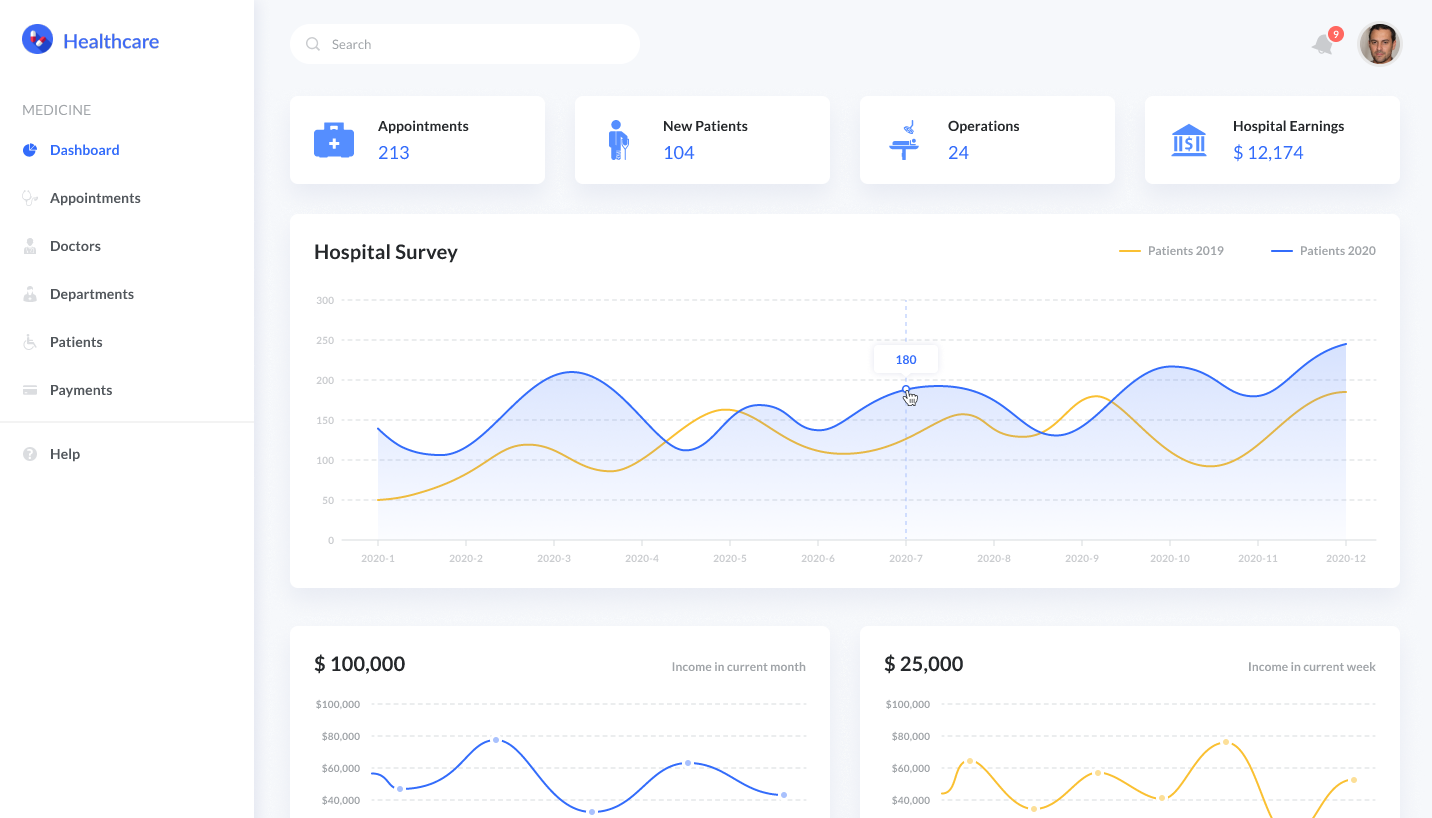 Healthcare
Search
9
MEDICINE
Dashboard
Appointments
Doctors
Departments
Patients
Payments
Help
Appointments
213
New Patients
104
Operations
24
Hospital Earnings
$ 12,174
Hospital Survey
Patients 2019
Patients 2020
300
250
200
150
100
50
0
180
2020-1 2020-2 2020-3 2020-4 2020-5 2020-6 2020-7 2020-8 2020-9 2020-10 2020-11 2020-12
$ 100,000
Income in current month
$100,000
$80,000
$60,000
$40,000
$ 25,000
Income in current week
$100,000
$80,000
$60,000
$40,000